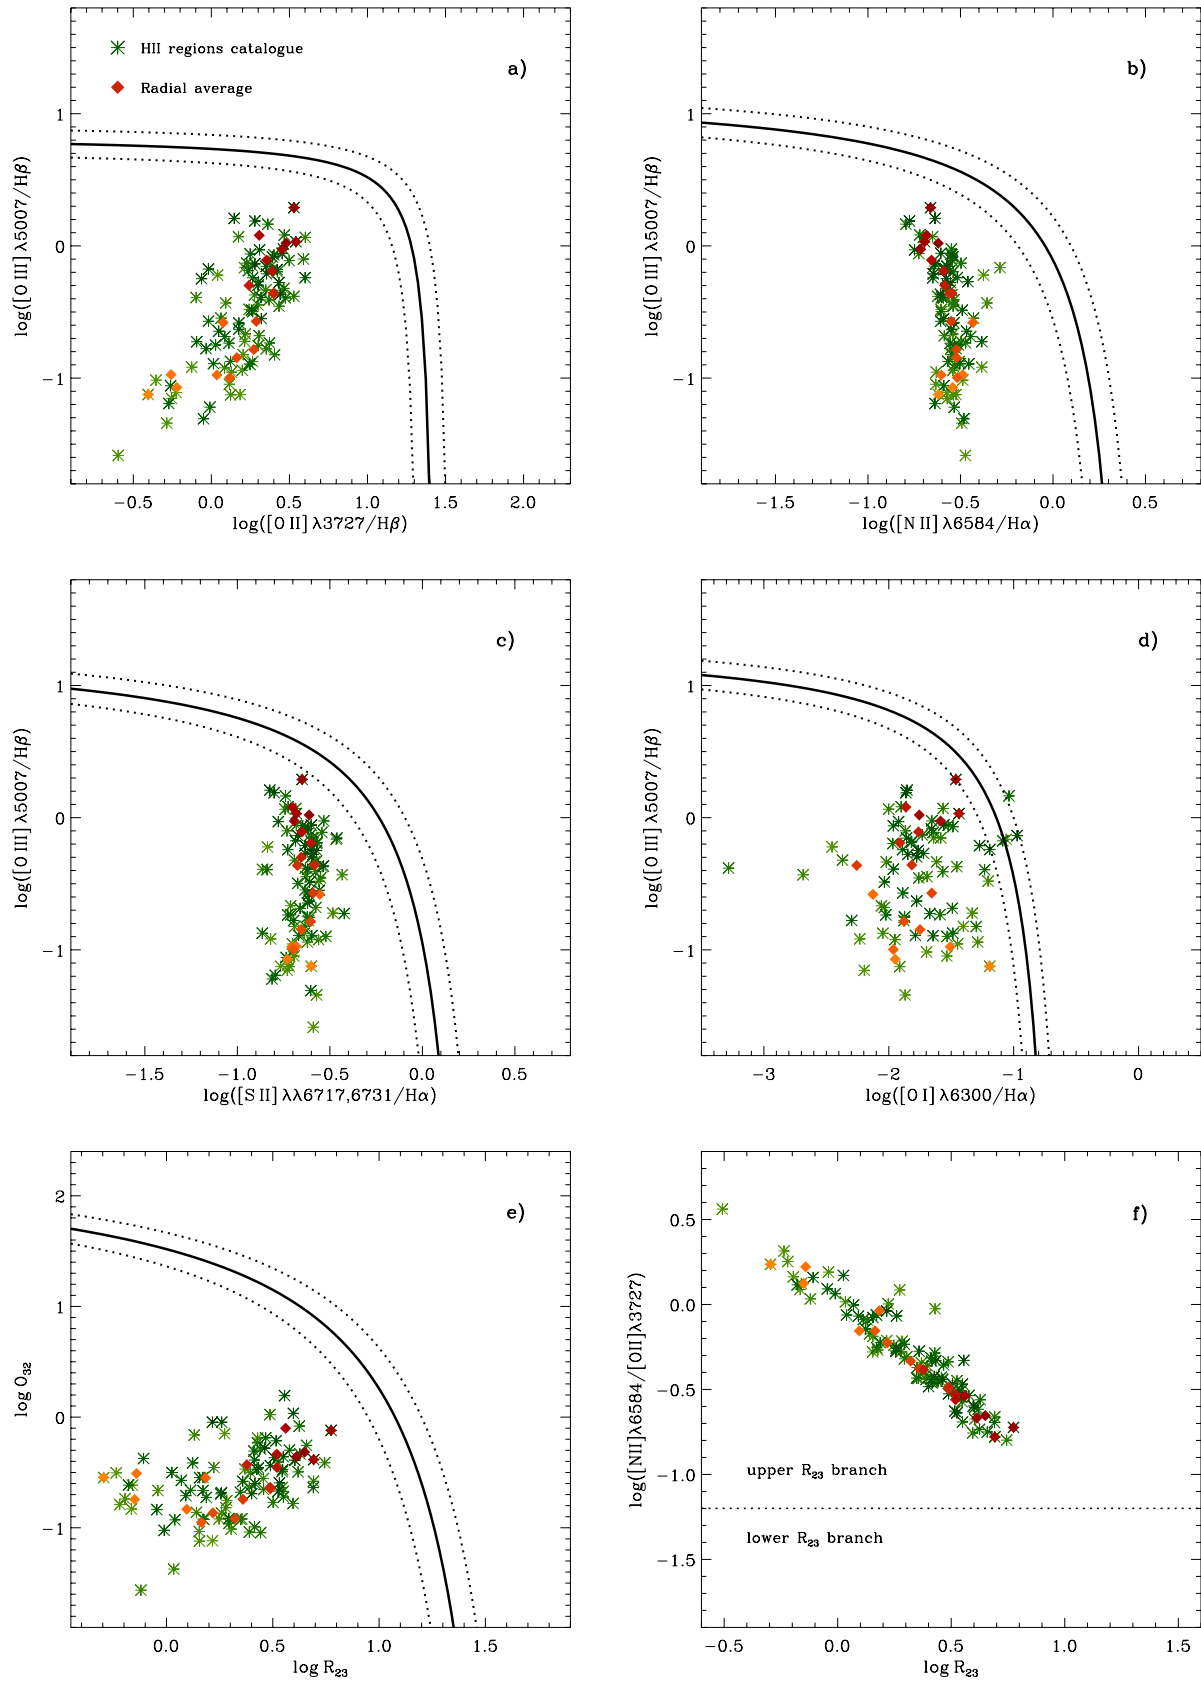 HII regions catalogue
Radial average
a)
1
0
−1
log([O III] λ5007/Hβ)
−0.5 0.0 0.5 1.0 1.5 2.0
log([O II] λ3727/Hβ)
b)
1
0
−1
log([O III] λ5007/Hβ)
−1.5 −1.0 −0.5 0.0 0.5
log([N II] λ6584/Hα)
c)
1
0
−1
log([O III] λ5007/Hβ)
−1.5 −1.0 −0.5 0.0 0.5
log([S II] λλ6717,6731/Hα)
d)
1
0
−1
log([O III] λ5007/Hβ)
−3 −2 −1 0
log([O I] λ6300/Hα)
e)
2
1
0
−1
log O₃₂
0.0 0.5 1.0 1.5
log R₂₃
f)
0.5
0.0
−0.5
−1.0
−1.5
log([NII]λ6584/[OII]λ3727)
upper R₂₃ branch
lower R₂₃ branch
−0.5 0.0 0.5 1.0 1.5
log R₂₃